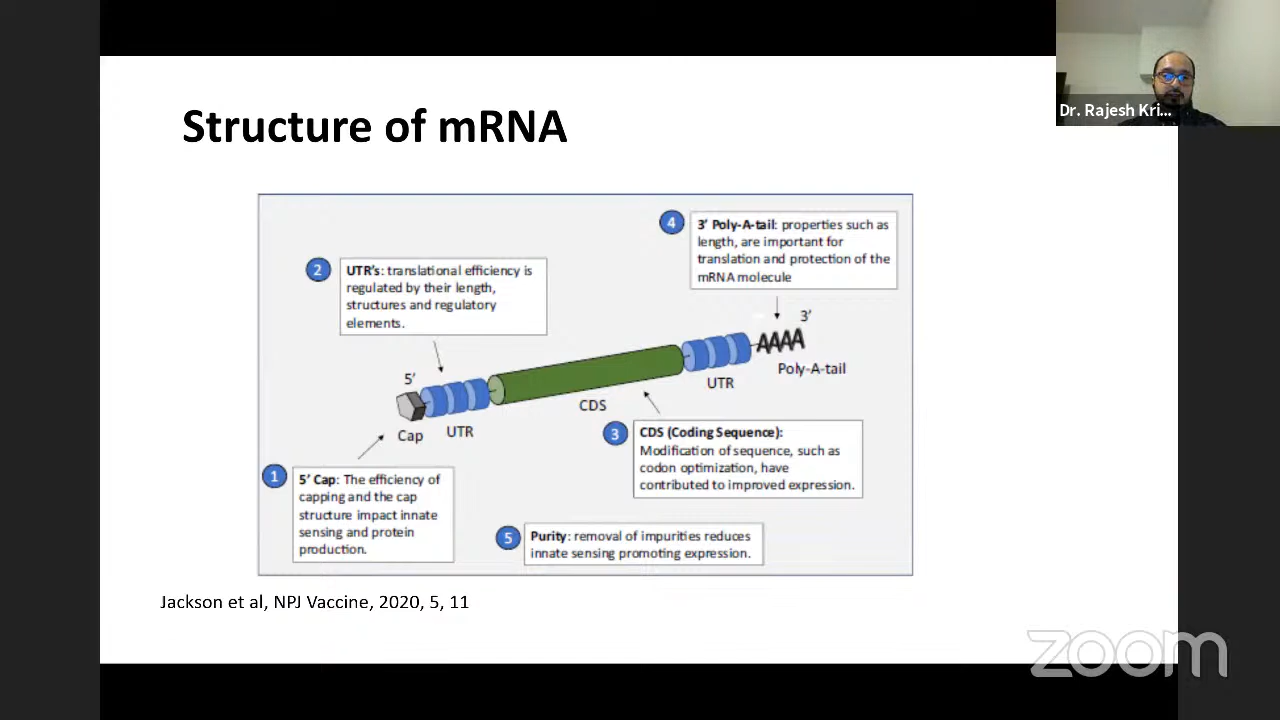 Structure of mRNA
Dr. Rajesh Kri...
4
3' Poly-A-tail: properties such as
length, are important for
translation and protection of the
mRNA molecule
2
UTR's: translational efficiency is
regulated by their length,
structures and regulatory
elements.
3'
AAAA
Poly-A-tail
UTR
5'
CDS
Cap
UTR
3
CDS (Coding Sequence):
Modification of sequence, such as
codon optimization, have
contributed to improved expression.
1
5' Cap: The efficiency of
capping and the cap
structure impact innate
sensing and protein
production.
5
Purity: removal of impurities reduces
innate sensing promoting expression.
Jackson et al, NPJ Vaccine, 2020, 5, 11
zoom